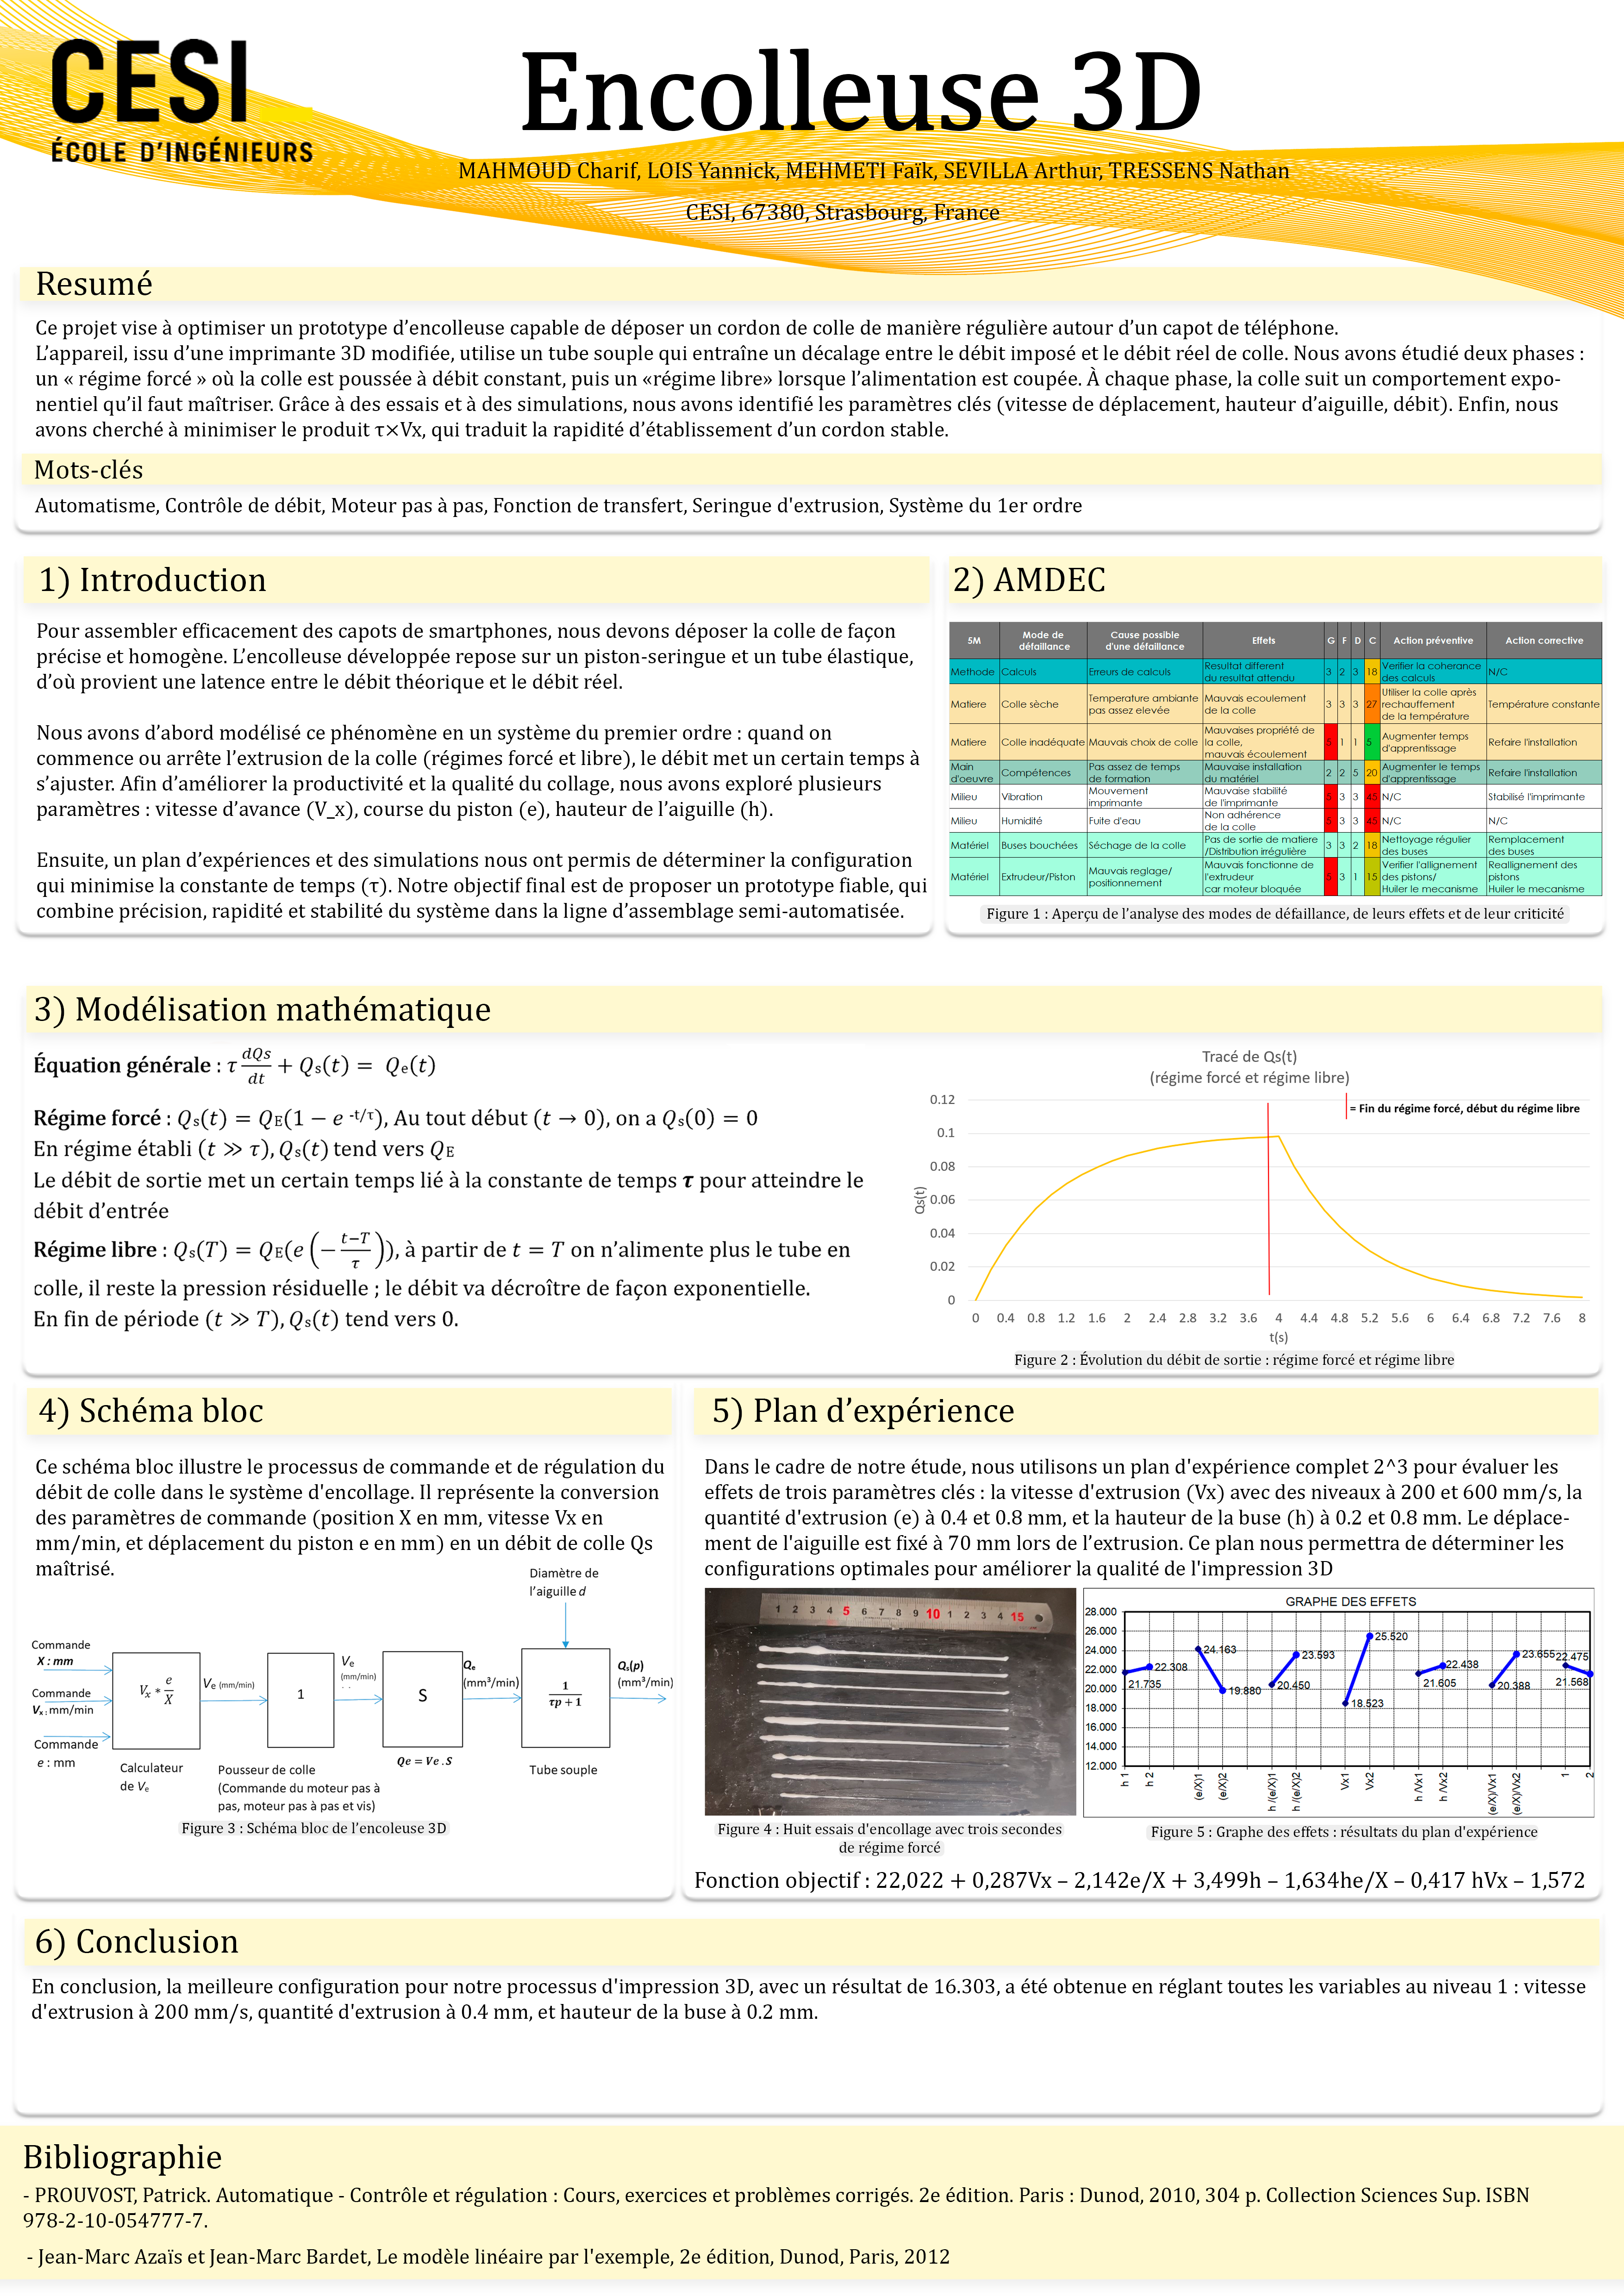 CESI
ÉCOLE D'INGÉNIEURS
Encolleuse 3D
MAHMOUD Charif, LOIS Yannick, MEHMETI Faïk, SEVILLA Arthur, TRESSENS Nathan
CESI, 67380, Strasbourg, France
Resumé
Ce projet vise à optimiser un prototype d’encolleuse capable de déposer un cordon de colle de manière régulière autour d’un capot de téléphone.
L’appareil, issu d’une imprimante 3D modifiée, utilise un tube souple qui entraîne un décalage entre le débit imposé et le débit réel de colle. Nous avons étudié deux phases :
un « régime forcé » où la colle est poussée à débit constant, puis un «régime libre» lorsque l’alimentation est coupée. À chaque phase, la colle suit un comportement expo-
nentiel qu’il faut maîtriser. Grâce à des essais et à des simulations, nous avons identifié les paramètres clés (vitesse de déplacement, hauteur d’aiguille, débit). Enfin, nous
avons cherché à minimiser le produit τ×Vx, qui traduit la rapidité d’établissement d’un cordon stable.
Mots-clés
Automatisme, Contrôle de débit, Moteur pas à pas, Fonction de transfert, Seringue d'extrusion, Système du 1er ordre
1) Introduction
Pour assembler efficacement des capots de smartphones, nous devons déposer la colle de façon
précise et homogène. L’encolleuse développée repose sur un piston-seringue et un tube élastique,
d’où provient une latence entre le débit théorique et le débit réel.
Nous avons d’abord modélisé ce phénomène en un système du premier ordre : quand on
commence ou arrête l’extrusion de la colle (régimes forcé et libre), le débit met un certain temps à
s’ajuster. Afin d’améliorer la productivité et la qualité du collage, nous avons exploré plusieurs
paramètres : vitesse d’avance (V_x), course du piston (e), hauteur de l’aiguille (h).
Ensuite, un plan d’expériences et des simulations nous ont permis de déterminer la configuration
qui minimise la constante de temps (τ). Notre objectif final est de proposer un prototype fiable, qui
combine précision, rapidité et stabilité du système dans la ligne d’assemblage semi-automatisée.
2) AMDEC
5M | Mode de défaillance | Cause possible d'une défaillance | Effets | G | F | D | C | Action préventive | Action corrective
Methode | Calculs | Erreurs de calculs | Resultat different du resultat attendu | 3 | 2 | 3 | 18 | Verifier la coherance des calculs | N/C
Matiere | Colle sèche | Temperature ambiante pas assez elevée | Mauvais ecoulement de la colle | 3 | 3 | 3 | 27 | Utiliser la colle après rechauffement de la température | Température constante
Matiere | Colle inadéquate | Mauvais choix de colle | Mauvaises propriété de la colle, mauvais écoulement | 5 | 1 | 1 | 5 | Augmenter temps d'apprentissage | Refaire l'installation
Main d'oeuvre | Compétences | Pas assez de temps de formation | Mauvaise installation du matériel | 2 | 2 | 5 | 20 | Augmenter le temps d'apprentissage | Refaire l'installation
Milieu | Vibration | Mouvement imprimante | Mauvaise stabilité de l'imprimante | 5 | 3 | 3 | 45 | N/C | Stabilisé l'imprimante
Milieu | Humidité | Fuite d'eau | Non adhérence de la colle | 5 | 3 | 3 | 45 | N/C | N/C
Matériel | Buses bouchées | Séchage de la colle | Pas de sortie de matiere /Distribution irrégulière | 3 | 3 | 2 | 18 | Nettoyage régulier des buses | Remplacement des buses
Matériel | Extrudeur/Piston | Mauvais reglage/ positionnement | Mauvais fonctionne de l'extrudeur car moteur bloquée | 5 | 3 | 1 | 15 | Verifier l'allignement des pistons/ Huiler le mecanisme | Reallignement des pistons Huiler le mecanisme
Figure 1 : Aperçu de l’analyse des modes de défaillance, de leurs effets et de leur criticité
3) Modélisation mathématique
Équation générale : τ dQs/dt + Qs(t) = Qe(t)
Régime forcé : Qs(t) = QE(1 − e -t/τ), Au tout début (t → 0), on a Qs(0) = 0
En régime établi (t ≫ τ), Qs(t) tend vers QE
Le débit de sortie met un certain temps lié à la constante de temps τ pour atteindre le
débit d’entrée
Régime libre : Qs(T) = QE(e (− t−T/τ)), à partir de t = T on n’alimente plus le tube en
colle, il reste la pression résiduelle ; le débit va décroître de façon exponentielle.
En fin de période (t ≫ T), Qs(t) tend vers 0.
Tracé de Qs(t)
(régime forcé et régime libre)
= Fin du régime forcé, début du régime libre
Qs(t)
0.12
0.1
0.08
0.06
0.04
0.02
0
0 0.4 0.8 1.2 1.6 2 2.4 2.8 3.2 3.6 4 4.4 4.8 5.2 5.6 6 6.4 6.8 7.2 7.6 8
t(s)
Figure 2 : Évolution du débit de sortie : régime forcé et régime libre
4) Schéma bloc
Ce schéma bloc illustre le processus de commande et de régulation du
débit de colle dans le système d'encollage. Il représente la conversion
des paramètres de commande (position X en mm, vitesse Vx en
mm/min, et déplacement du piston e en mm) en un débit de colle Qs
maîtrisé.
Diamètre de
l’aiguille d
Commande
X : mm
Commande
Vx : mm/min
Commande
e : mm
Vx * e/X
Calculateur
de Ve
Ve (mm/min)
1
Pousseur de colle
(Commande du moteur pas à
pas, moteur pas à pas et vis)
Ve
(mm/min)
S
Qe = Ve . S
Qe
(mm³/min)
1/τp + 1
Tube souple
Qs(p)
(mm³/min)
Figure 3 : Schéma bloc de l’encoleuse 3D
5) Plan d’expérience
Dans le cadre de notre étude, nous utilisons un plan d'expérience complet 2^3 pour évaluer les
effets de trois paramètres clés : la vitesse d'extrusion (Vx) avec des niveaux à 200 et 600 mm/s, la
quantité d'extrusion (e) à 0.4 et 0.8 mm, et la hauteur de la buse (h) à 0.2 et 0.8 mm. Le déplace-
ment de l'aiguille est fixé à 70 mm lors de l’extrusion. Ce plan nous permettra de déterminer les
configurations optimales pour améliorer la qualité de l'impression 3D
1 2 3 4 5 6 7 8 9 10 1 2 3 4 15
Figure 4 : Huit essais d'encollage avec trois secondes
de régime forcé
GRAPHE DES EFFETS
28.000
26.000
24.000
22.000
20.000
18.000
16.000
14.000
12.000
21.735 22.308 24.163 19.880 20.450 23.593 18.523 25.520 21.605 22.438 20.388 23.655 22.475 21.568
h 1 h 2 (e/X)1 (e/X)2 h /(e/X)1 h /(e/X)2 Vx1 Vx2 h /Vx1 h /Vx2 (e/X)/Vx1 (e/X)/Vx2 1 2
Figure 5 : Graphe des effets : résultats du plan d'expérience
Fonction objectif : 22,022 + 0,287Vx – 2,142e/X + 3,499h – 1,634he/X – 0,417 hVx – 1,572
6) Conclusion
En conclusion, la meilleure configuration pour notre processus d'impression 3D, avec un résultat de 16.303, a été obtenue en réglant toutes les variables au niveau 1 : vitesse
d'extrusion à 200 mm/s, quantité d'extrusion à 0.4 mm, et hauteur de la buse à 0.2 mm.
Bibliographie
- PROUVOST, Patrick. Automatique - Contrôle et régulation : Cours, exercices et problèmes corrigés. 2e édition. Paris : Dunod, 2010, 304 p. Collection Sciences Sup. ISBN
978-2-10-054777-7.
- Jean-Marc Azaïs et Jean-Marc Bardet, Le modèle linéaire par l'exemple, 2e édition, Dunod, Paris, 2012